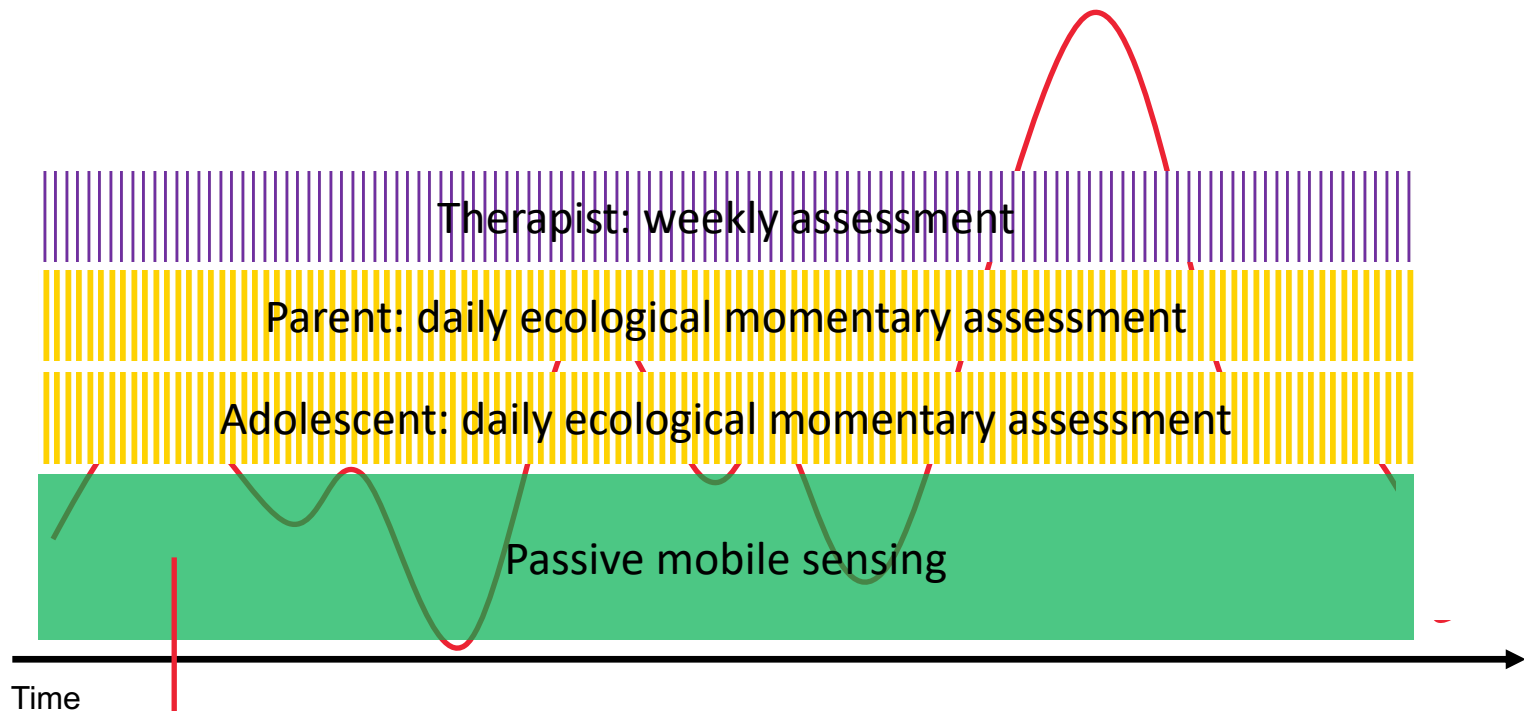 Therapist: weekly assessment
Parent: daily ecological momentary assessment
Adolescent: daily ecological momentary assessment
Passive mobile sensing
Time